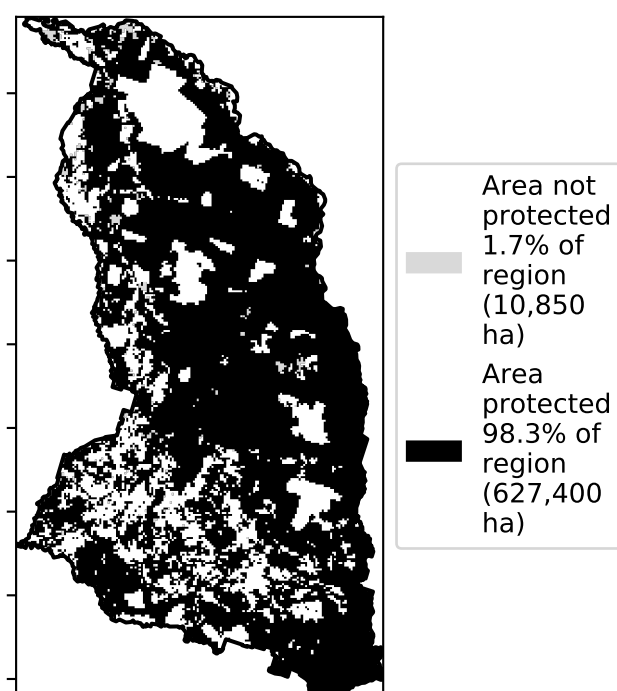 Area not
protected
1.7% of
region
(10,850
ha)
Area
protected
98.3% of
region
(627,400
ha)